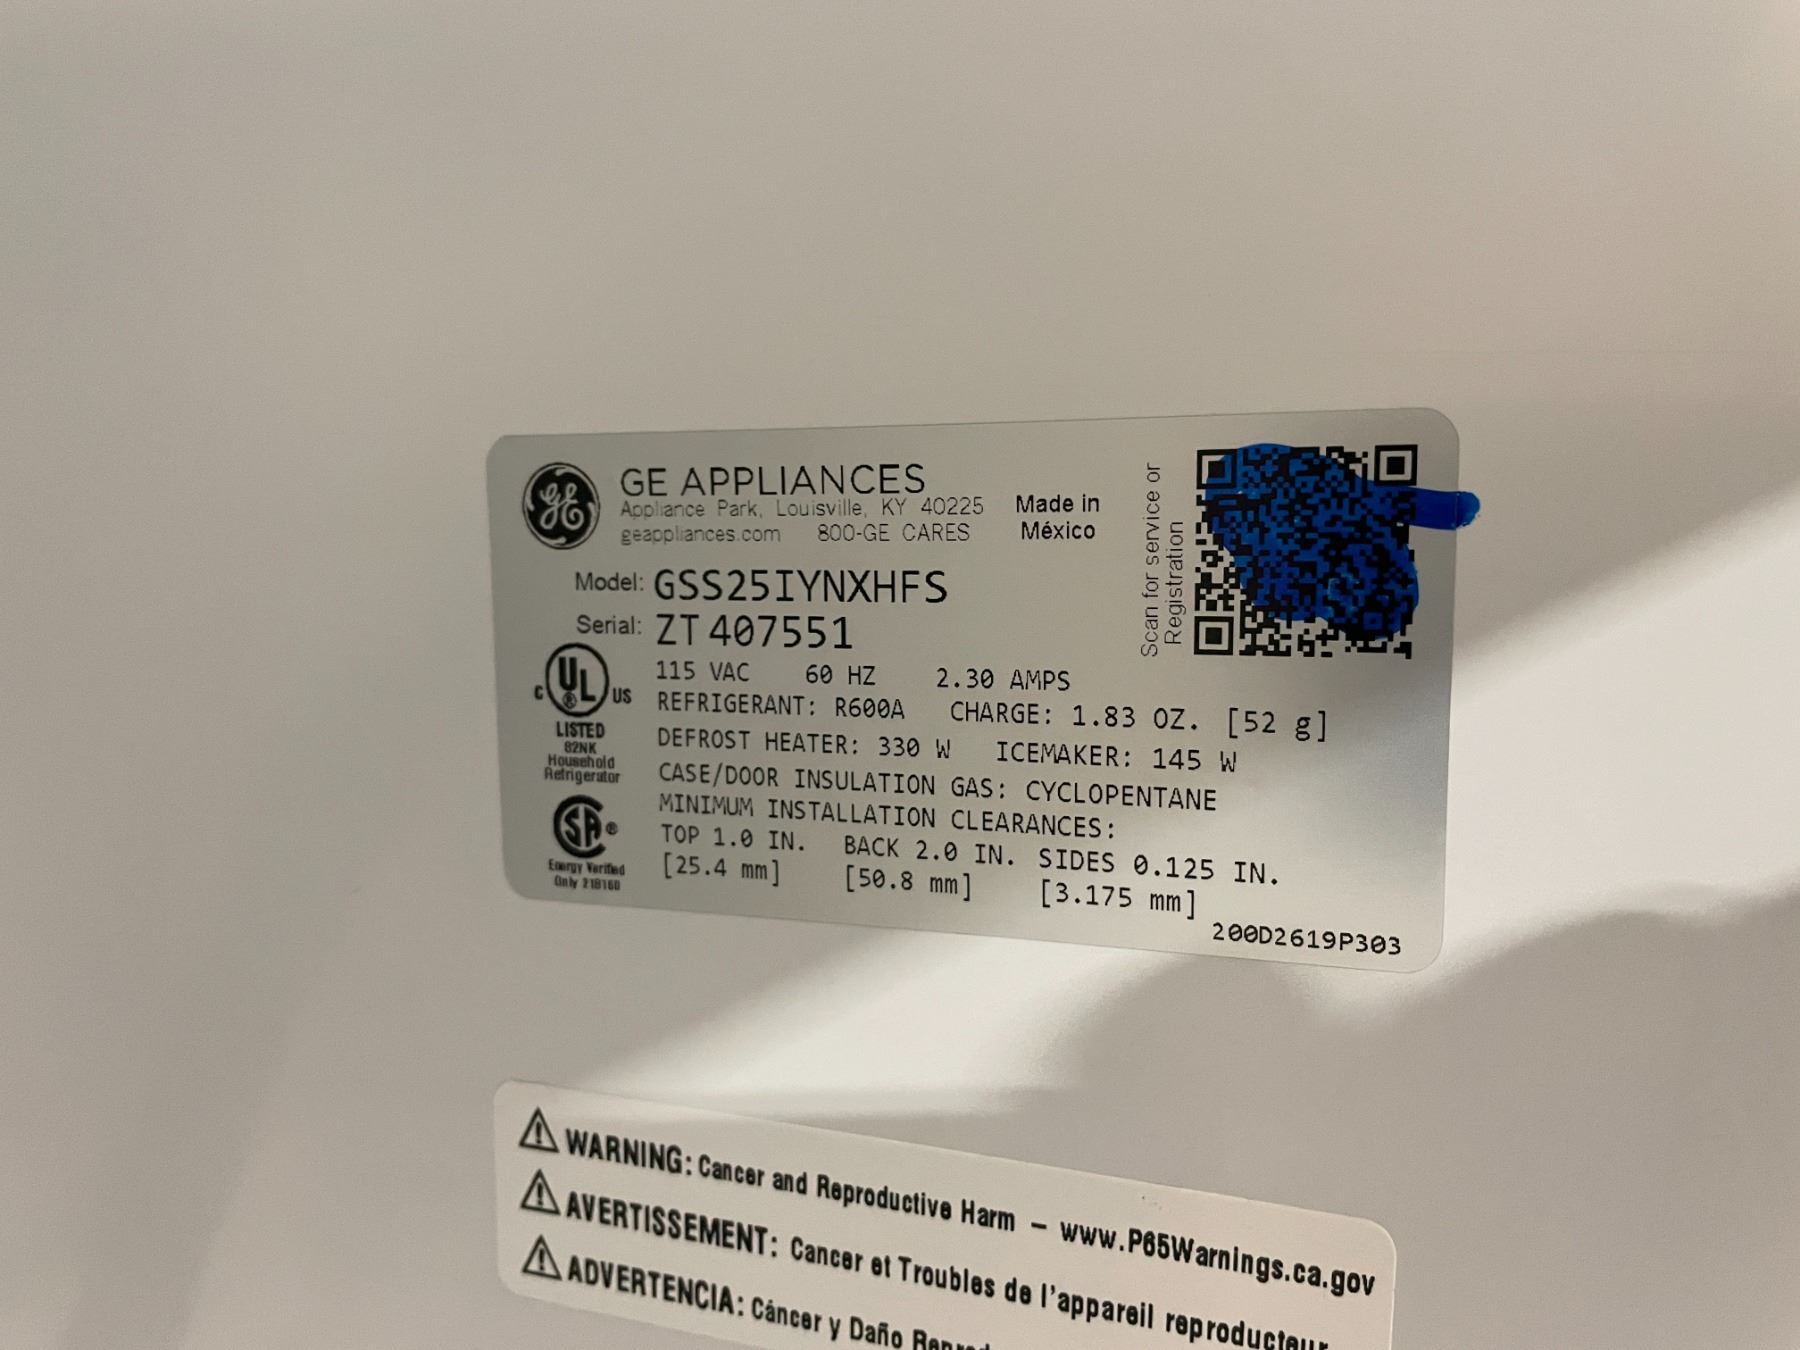 GE APPLIANCES
Appliance Park, Louisville, KY 40225
geappliances.com 800-GE CARES
Made in
México
Scan for service or
Registration
Model: GSS25IYNXHFS
Serial: ZT 407551
115 VAC 60 HZ 2.30 AMPS
REFRIGERANT: R600A CHARGE: 1.83 OZ. [52 g]
DEFROST HEATER: 330 W ICEMAKER: 145 W
CASE/DOOR INSULATION GAS: CYCLOPENTANE
MINIMUM INSTALLATION CLEARANCES:
TOP 1.0 IN. BACK 2.0 IN. SIDES 0.125 IN.
[25.4 mm] [50.8 mm] [3.175 mm]
200D2619P303
C UL ® US
LISTED
82NK
Household
Refrigerator
SA ®
Energy Verified
Only 218160
⚠ WARNING: Cancer and Reproductive Harm – www.P65Warnings.ca.gov
⚠ AVERTISSEMENT: Cancer et Troubles de l'appareil reproducteur
⚠ ADVERTENCIA: Cáncer y Daño